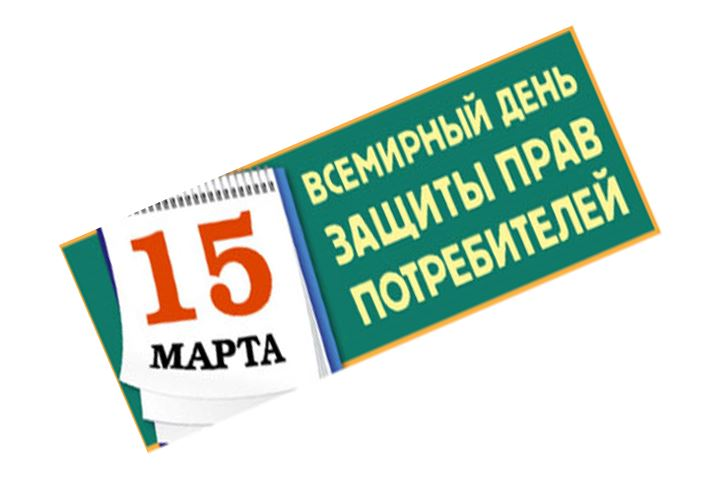 15
МАРТА
ВСЕМИРНЫЙ ДЕНЬ
ЗАЩИТЫ ПРАВ
ПОТРЕБИТЕЛЕЙ